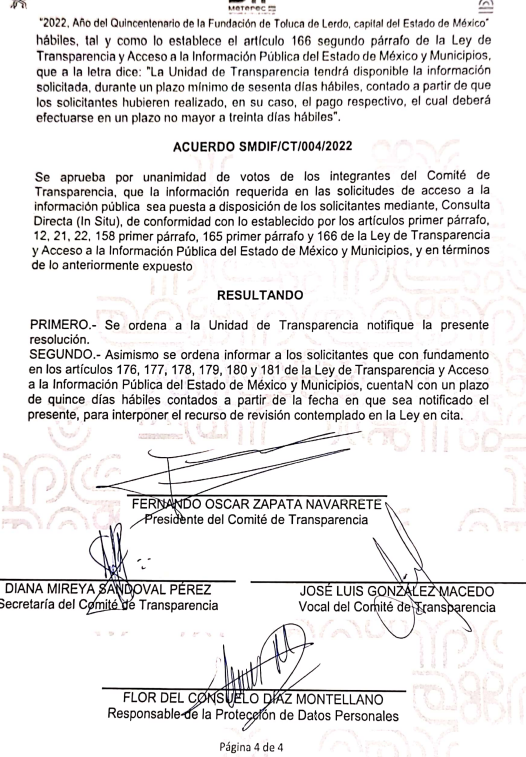 "2022, Año del Quincentenario de la Fundación de Toluca de Lerdo, capital del Estado de México"
hábiles, tal y como lo establece el artículo 166 segundo párrafo de la Ley de
Transparencia y Acceso a la Información Pública del Estado de México y Municipios,
que a la letra dice: "La Unidad de Transparencia tendrá disponible la información
solicitada, durante un plazo mínimo de sesenta días hábiles, contado a partir de que
los solicitantes hubieren realizado, en su caso, el pago respectivo, el cual deberá
efectuarse en un plazo no mayor a treinta días hábiles".
ACUERDO SMDIF/CT/004/2022
Se aprueba por unanimidad de votos de los integrantes del Comité de
Transparencia, que la información requerida en las solicitudes de acceso a la
información pública sea puesta a disposición de los solicitantes mediante, Consulta
Directa (In Situ), de conformidad con lo establecido por los artículos primer párrafo,
12, 21, 22, 158 primer párrafo, 165 primer párrafo y 166 de la Ley de Transparencia
y Acceso a la Información Pública del Estado de México y Municipios, y en términos
de lo anteriormente expuesto
RESULTANDO
PRIMERO.- Se ordena a la Unidad de Transparencia notifique la presente
resolución.
SEGUNDO.- Asimismo se ordena informar a los solicitantes que con fundamento
en los artículos 176, 177, 178, 179, 180 y 181 de la Ley de Transparencia y Acceso
a la Información Pública del Estado de México y Municipios, cuentaN con un plazo
de quince días hábiles contados a partir de la fecha en que sea notificado el
presente, para interponer el recurso de revisión contemplado en la Ley en cita.
FERNANDO OSCAR ZAPATA NAVARRETE
Presidente del Comité de Transparencia
DIANA MIREYA SANDOVAL PÉREZ
Secretaría del Comité de Transparencia
JOSÉ LUIS GONZÁLEZ MACEDO
Vocal del Comité de Transparencia
FLOR DEL CONSUELO DÍAZ MONTELLANO
Responsable de la Protección de Datos Personales
Página 4 de 4